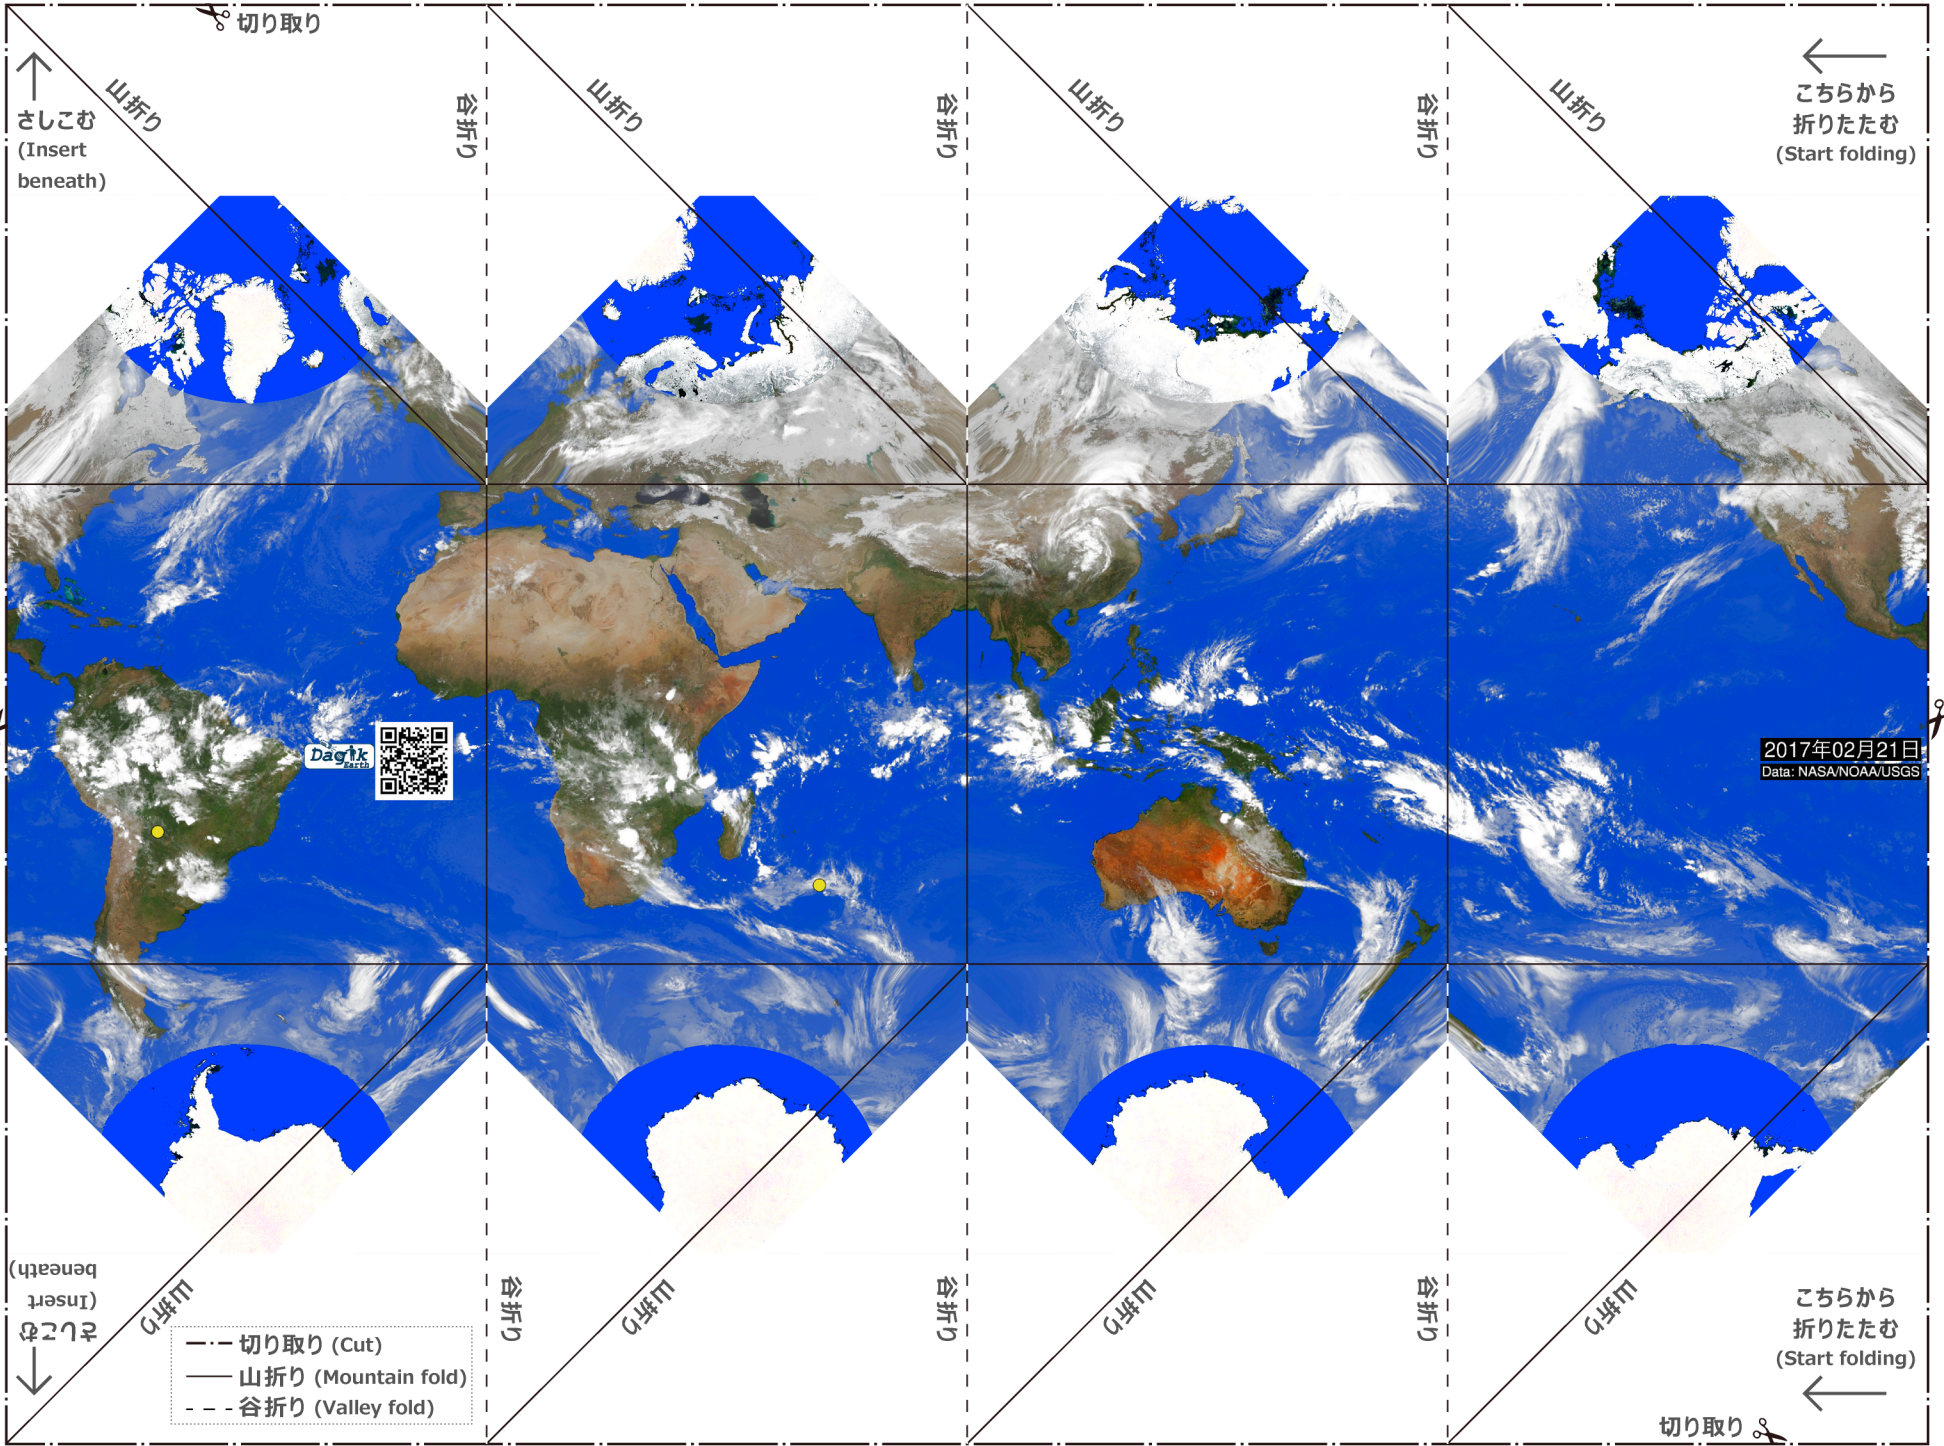 切り取り
山折り
谷折り
山折り
谷折り
山折り
谷折り
山折り
さしこむ
(Insert
beneath)
こちらから
折りたたむ
(Start folding)
Dagik
Earth
2017年02月21日
Data: NASA/NOAA/USGS
さしこむ
(Insert
beneath)
山折り
谷折り
山折り
谷折り
山折り
谷折り
山折り
こちらから
折りたたむ
(Start folding)
切り取り (Cut)
山折り (Mountain fold)
谷折り (Valley fold)
切り取り